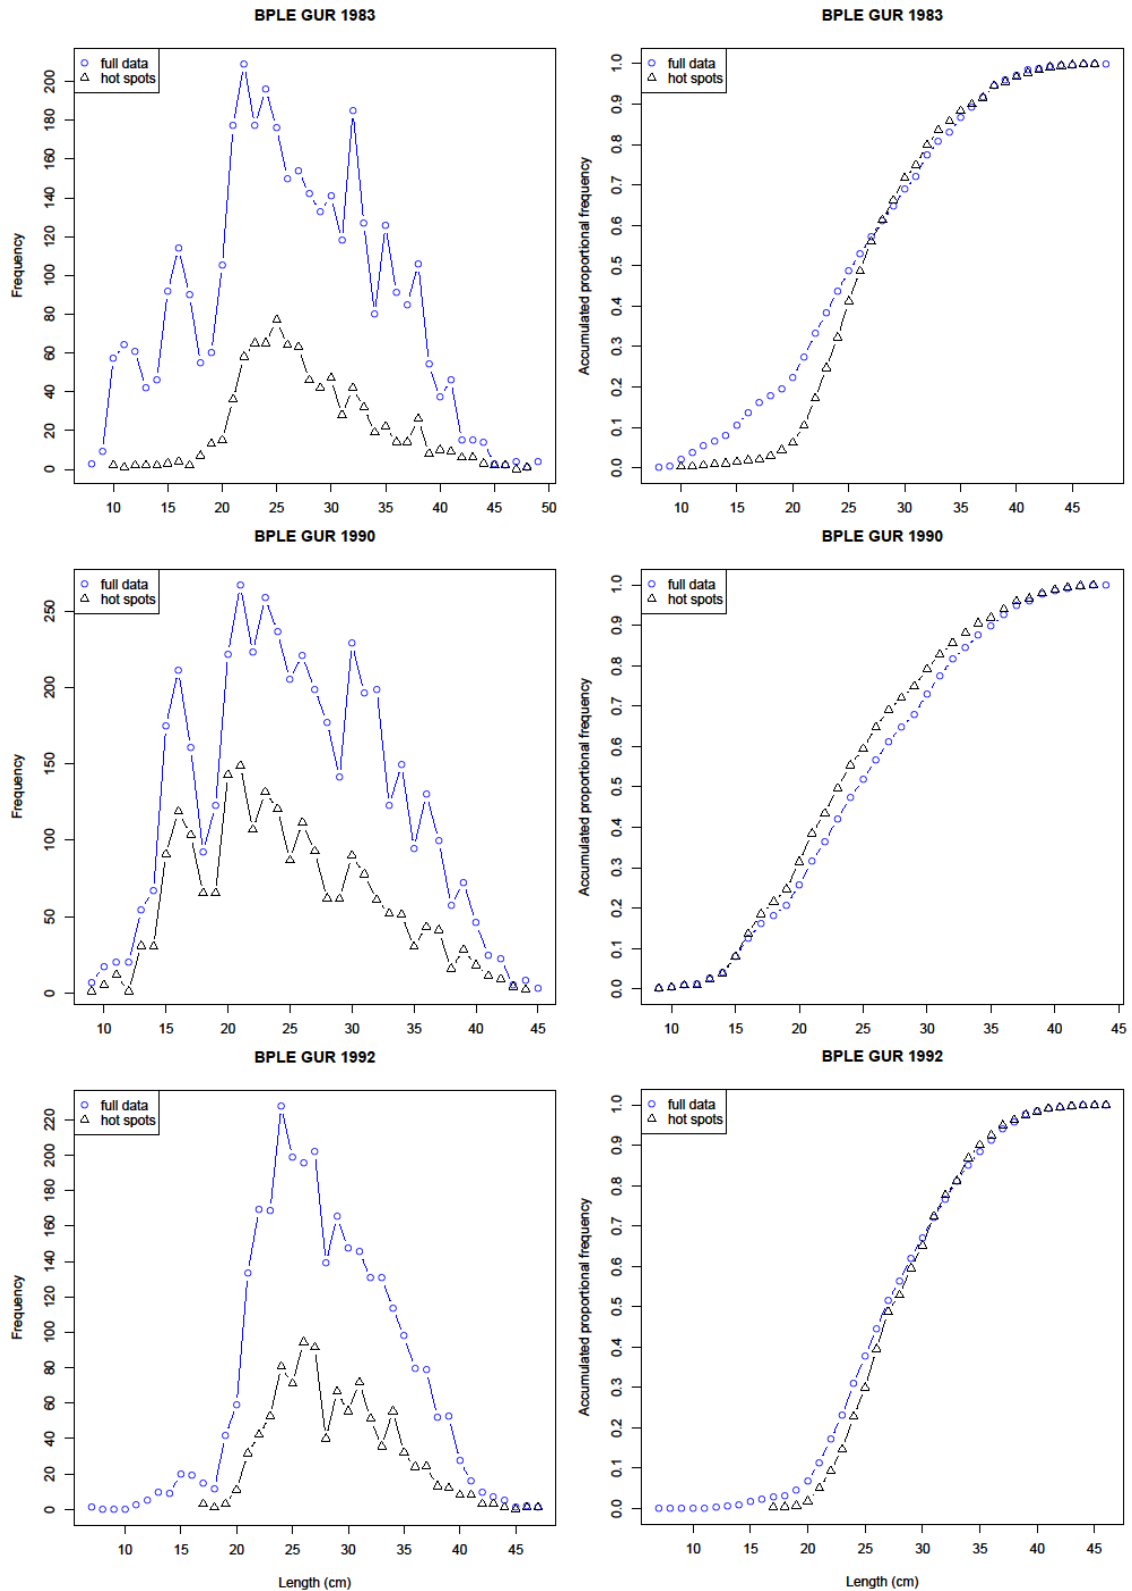 BPLE GUR 1983
full data
hot spots
Frequency
0 20 40 60 80 100 120 140 160 180 200
10 15 20 25 30 35 40 45 50
BPLE GUR 1983
full data
hot spots
Accumulated proportional frequency
0.0 0.1 0.2 0.3 0.4 0.5 0.6 0.7 0.8 0.9 1.0
10 15 20 25 30 35 40 45
BPLE GUR 1990
full data
hot spots
Frequency
0 50 100 150 200 250
10 15 20 25 30 35 40 45
BPLE GUR 1990
full data
hot spots
Accumulated proportional frequency
0.0 0.1 0.2 0.3 0.4 0.5 0.6 0.7 0.8 0.9 1.0
10 15 20 25 30 35 40 45
BPLE GUR 1992
full data
hot spots
Frequency
0 20 40 60 80 100 120 140 160 180 200 220
10 15 20 25 30 35 40 45
Length (cm)
BPLE GUR 1992
full data
hot spots
Accumulated proportional frequency
0.0 0.1 0.2 0.3 0.4 0.5 0.6 0.7 0.8 0.9 1.0
10 15 20 25 30 35 40 45
Length (cm)